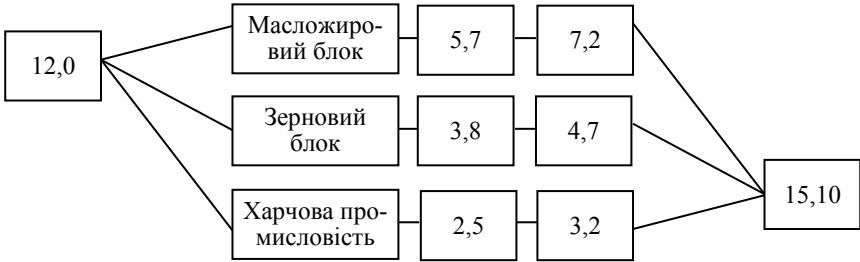 12,0
Масложиро-
вий блок
5,7
7,2
Зерновий
блок
3,8
4,7
Харчова про-
мисловість
2,5
3,2
15,10